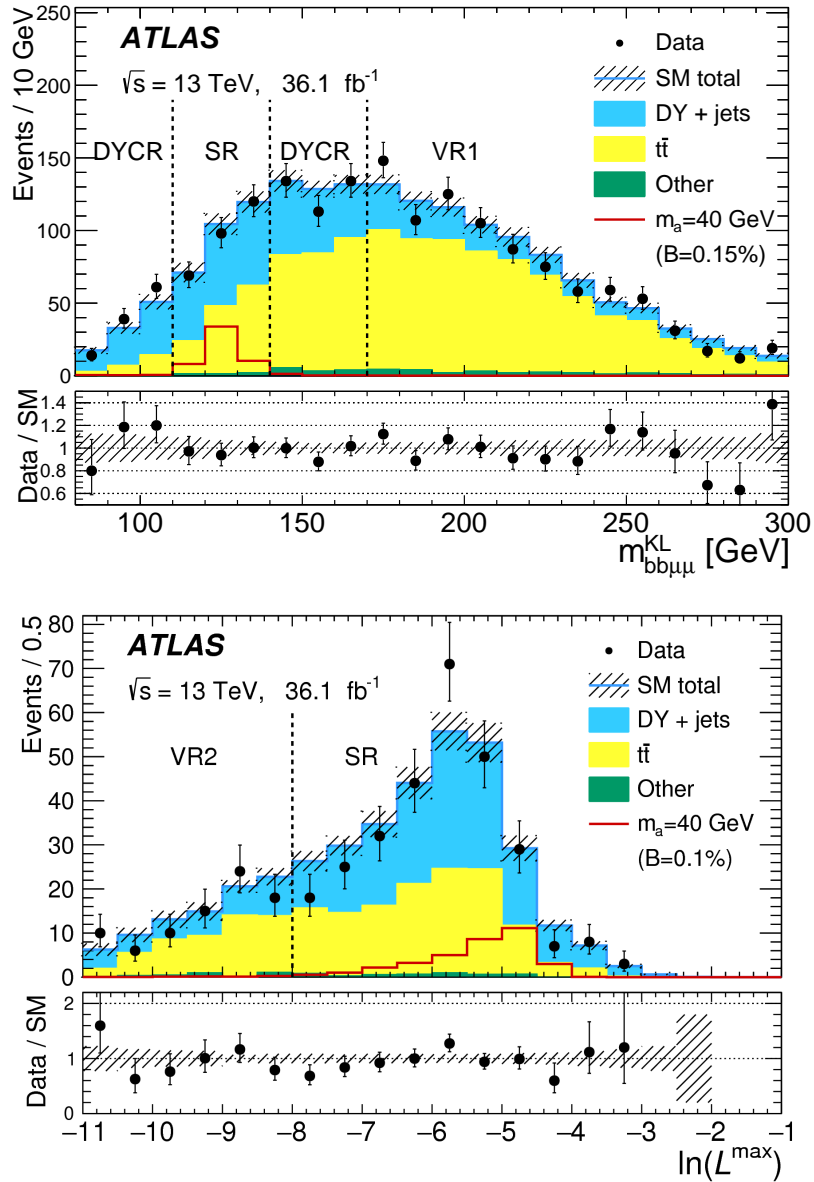 Events / 10 GeV
250
200
150
100
50
0
ATLAS
√s = 13 TeV, 36.1 fb⁻¹
DYCR SR DYCR VR1
Data
SM total
DY + jets
tt̄
Other
mₐ=40 GeV
(B=0.15%)
Data / SM
1.4
1.2
1
0.8
0.6
100 150 200 250 300
m^KL_bbμμ [GeV]
Events / 0.5
80
70
60
50
40
30
20
10
0
ATLAS
√s = 13 TeV, 36.1 fb⁻¹
VR2 SR
Data
SM total
DY + jets
tt̄
Other
mₐ=40 GeV
(B=0.1%)
Data / SM
2
1
0
−11 −10 −9 −8 −7 −6 −5 −4 −3 −2 −1
ln(L^max)